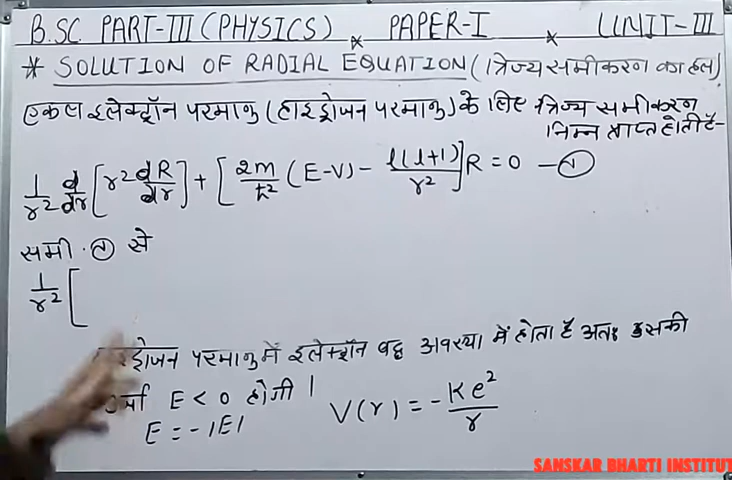 B.SC. PART-III (PHYSICS) * PAPER-I * UNIT-III
* SOLUTION OF RADIAL EQUATION (त्रिज्य समीकरण का हल)
एकल इलेक्ट्रॉन परमाणु (हाइड्रोजन परमाणु) के लिए त्रिज्य समीकरण
निम्न प्राप्त होती है-
1/r² d/dr [r² dR/dr] + [2m/ħ² (E-V) - l(l+1)/r²] R = 0 —①
समी. ① से
1/r² [
हाइड्रोजन परमाणु में इलेक्ट्रॉन बद्ध अवस्था में होता है अतः उसकी
E < 0 होगी।
E = -|E|
V(r) = -Ke²/r
SANSKAR BHARTI INSTITUT